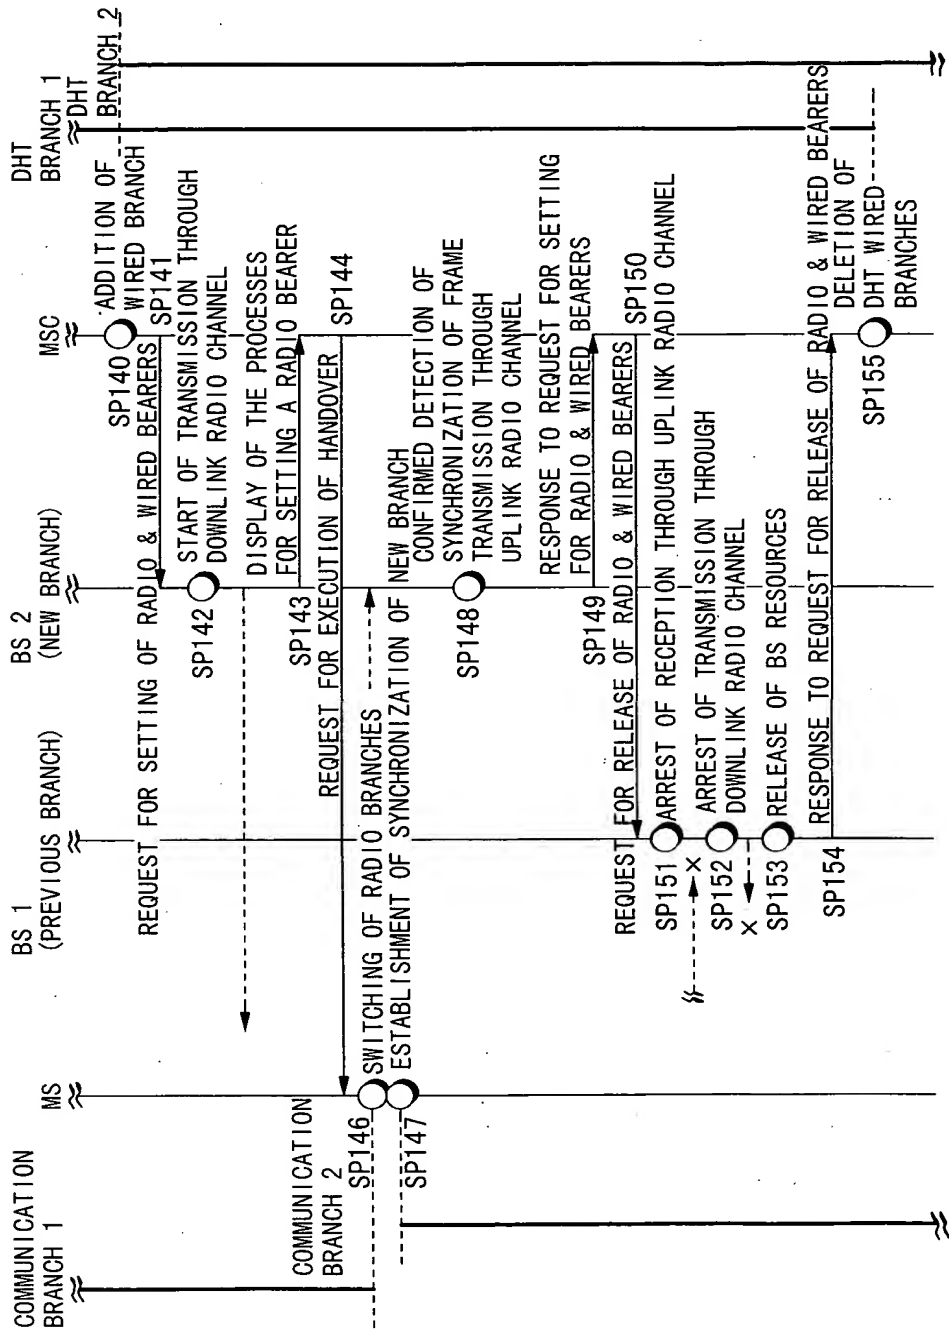 COMMUNICATION
BRANCH 1
MS
BS 1
(PREVIOUS BRANCH)
BS 2
(NEW BRANCH)
MSC
DHT
BRANCH 1
DHT
BRANCH 2
SP140
ADDITION OF
WIRED BRANCH
REQUEST FOR SETTING OF RADIO & WIRED BEARERS
SP141
SP142
START OF TRANSMISSION THROUGH
DOWNLINK RADIO CHANNEL
DISPLAY OF THE PROCESSES
FOR SETTING A RADIO BEARER
SP143
REQUEST FOR EXECUTION OF HANDOVER
SP144
COMMUNICATION
BRANCH 2
SP146
SWITCHING OF RADIO BRANCHES
SP147
ESTABLISHMENT OF SYNCHRONIZATION OF NEW BRANCH
SP148
CONFIRMED DETECTION OF
SYNCHRONIZATION OF FRAME
TRANSMISSION THROUGH
UPLINK RADIO CHANNEL
RESPONSE TO REQUEST FOR SETTING
FOR RADIO & WIRED BEARERS
SP149
REQUEST FOR RELEASE OF RADIO & WIRED BEARERS
SP150
SP151
ARREST OF RECEPTION THROUGH UPLINK RADIO CHANNEL
X
SP152
ARREST OF TRANSMISSION THROUGH
DOWNLINK RADIO CHANNEL
X
SP153
RELEASE OF BS RESOURCES
SP154
RESPONSE TO REQUEST FOR RELEASE OF RADIO & WIRED BEARERS
SP155
DELETION OF
DHT WIRED
BRANCHES